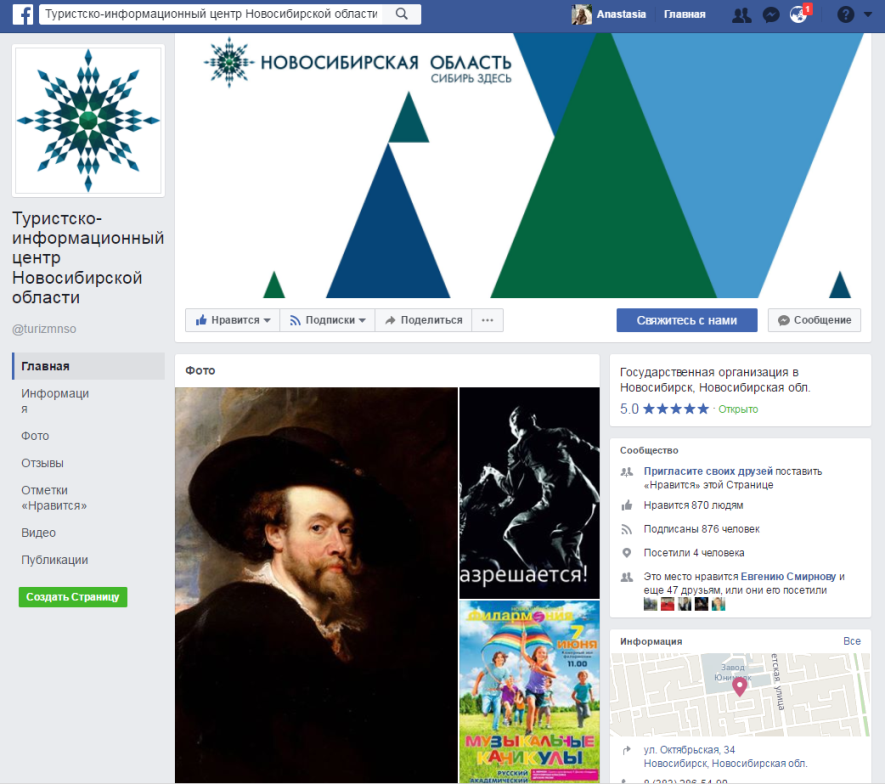 Туристско-информационный центр Новосибирской области
Anastasia
Главная
1
НОВОСИБИРСКАЯ ОБЛАСТЬ
СИБИРЬ ЗДЕСЬ
Туристско-
информационный
центр
Новосибирской
области
@turizmnso
Нравится
Подписки
Поделиться
Свяжитесь с нами
Сообщение
Главная
Информаци
я
Фото
Отзывы
Отметки
«Нравится»
Видео
Публикации
Создать Страницу
Фото
азрешается!
филармония
7
ИЮНЯ
11.00
МУЗЫКАЛЬНЫЕ
КАНИКУЛЫ
РУССКИЙ
АКАДЕМИЧЕСКИЙ
Государственная организация в
Новосибирск, Новосибирская обл.
5.0 ★★★★★ · Открыто
Сообщество
Пригласите своих друзей поставить
«Нравится» этой Странице
Нравится 870 людям
Подписаны 876 человек
Посетили 4 человека
Это место нравится Евгению Смирнову и
еще 47 друзьям, или они его посетили
Информация
Все
Завод
етская улица
ул. Октябрьская, 34
Новосибирск, Новосибирская обл.